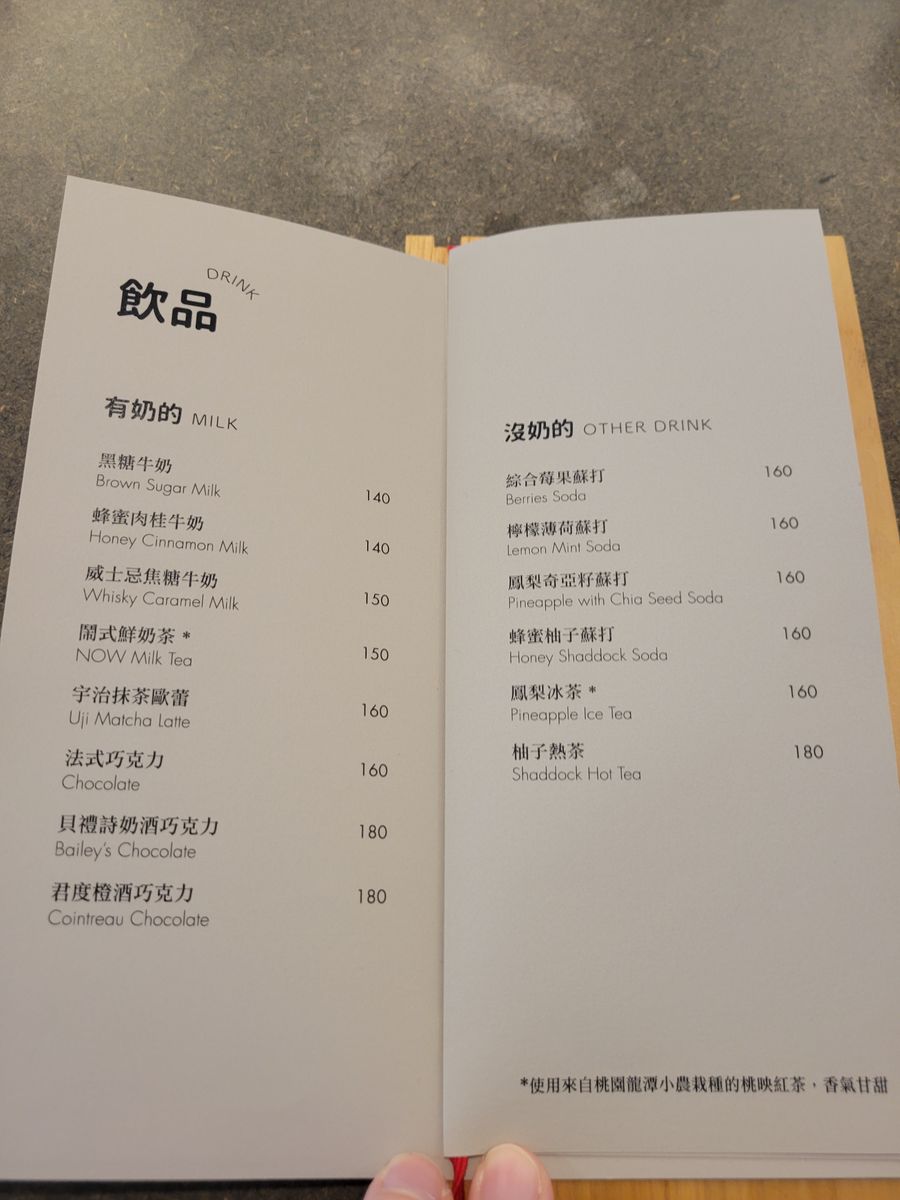 DRINK
飲品
有奶的 MILK
黑糖牛奶
Brown Sugar Milk 140
蜂蜜肉桂牛奶
Honey Cinnamon Milk 140
威士忌焦糖牛奶
Whisky Caramel Milk 150
鬧式鮮奶茶 *
NOW Milk Tea 150
宇治抹茶歐蕾
Uji Matcha Latte 160
法式巧克力
Chocolate 160
貝禮詩奶酒巧克力
Bailey's Chocolate 180
君度橙酒巧克力
Cointreau Chocolate 180
沒奶的 OTHER DRINK
綜合莓果蘇打 160
Berries Soda
檸檬薄荷蘇打 160
Lemon Mint Soda
鳳梨奇亞籽蘇打 160
Pineapple with Chia Seed Soda
蜂蜜柚子蘇打 160
Honey Shaddock Soda
鳳梨冰茶 * 160
Pineapple Ice Tea
柚子熱茶 180
Shaddock Hot Tea
*使用來自桃園龍潭小農栽種的桃映紅茶，香氣甘甜